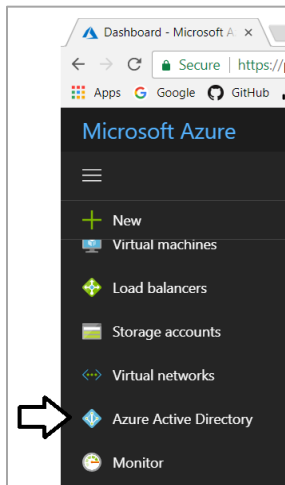 Dashboard - Microsoft A
Secure | https://
Apps Google GitHub
Microsoft Azure
New
Virtual machines
Load balancers
Storage accounts
Virtual networks
Azure Active Directory
Monitor